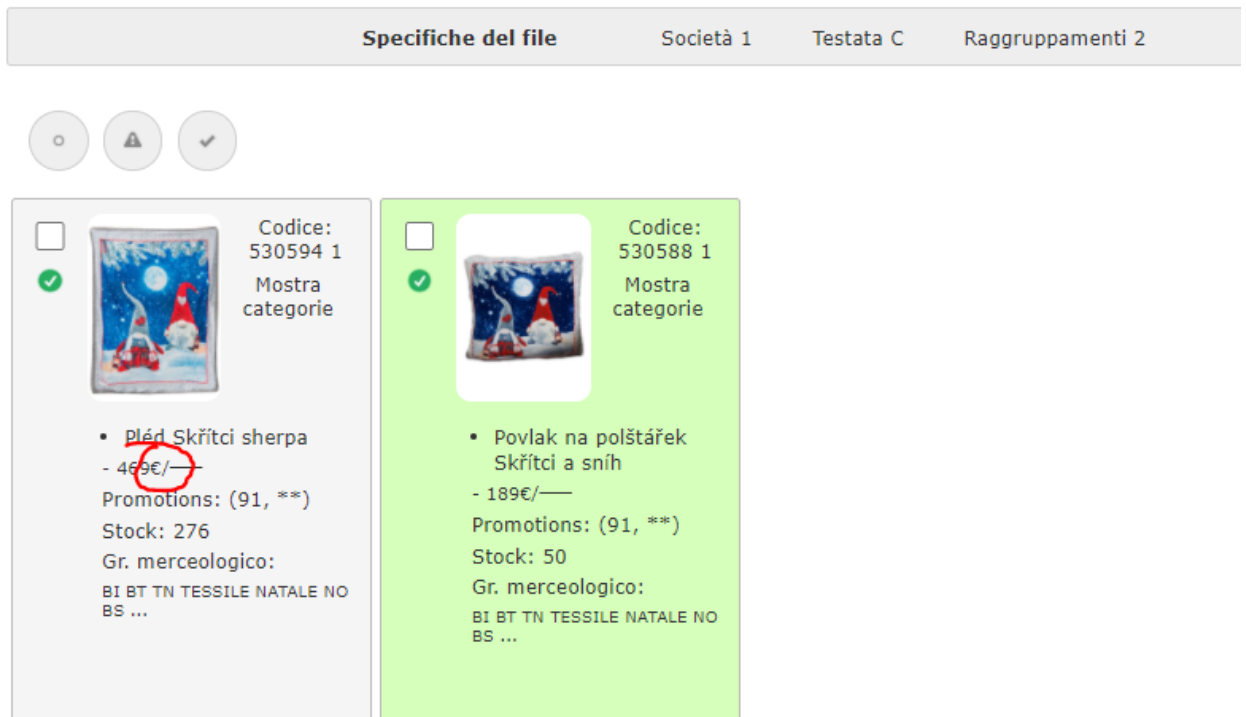 Specifiche del file Società 1 Testata C Raggruppamenti 2
Codice:
530594 1
Mostra
categorie
• Pléd Skřítci sherpa
- 469€/──
Promotions: (91, **)
Stock: 276
Gr. merceologico:
BI BT TN TESSILE NATALE NO
BS ...
Codice:
530588 1
Mostra
categorie
• Povlak na polštářek
Skřítci a sníh
- 189€/──
Promotions: (91, **)
Stock: 50
Gr. merceologico:
BI BT TN TESSILE NATALE NO
BS ...